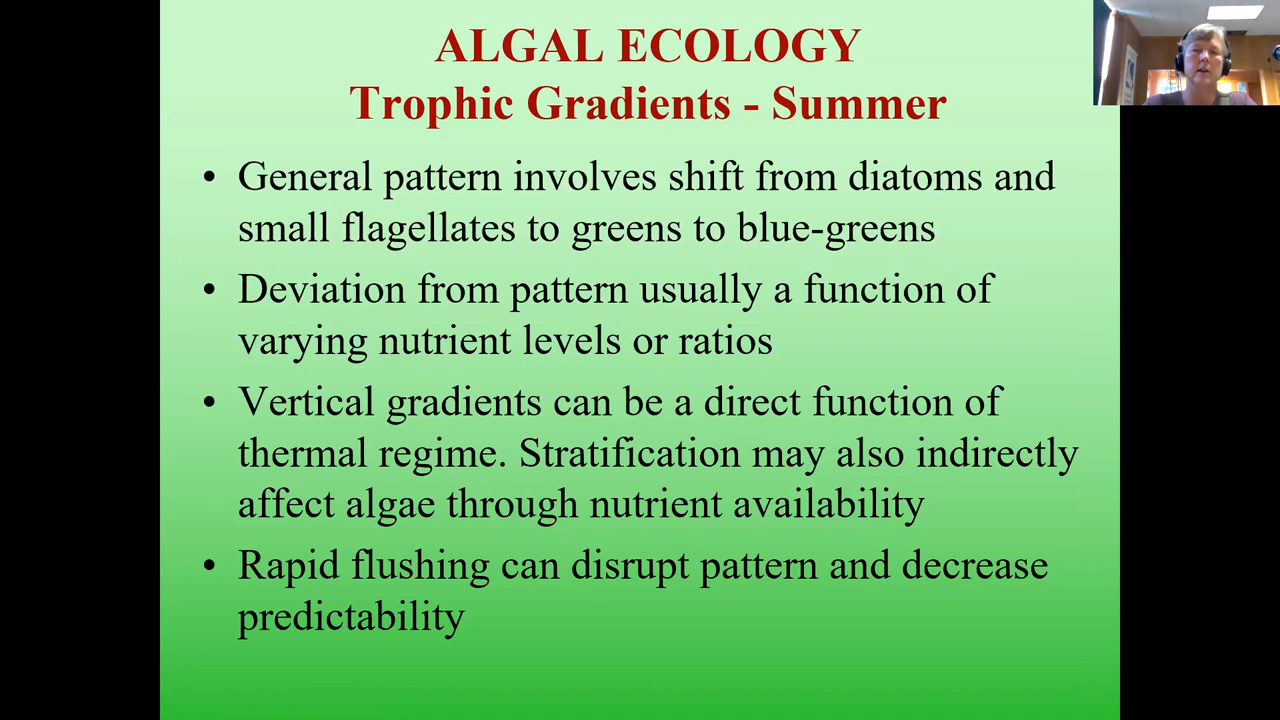 ALGAL ECOLOGY
Trophic Gradients - Summer
• General pattern involves shift from diatoms and
small flagellates to greens to blue-greens
• Deviation from pattern usually a function of
varying nutrient levels or ratios
• Vertical gradients can be a direct function of
thermal regime. Stratification may also indirectly
affect algae through nutrient availability
• Rapid flushing can disrupt pattern and decrease
predictability